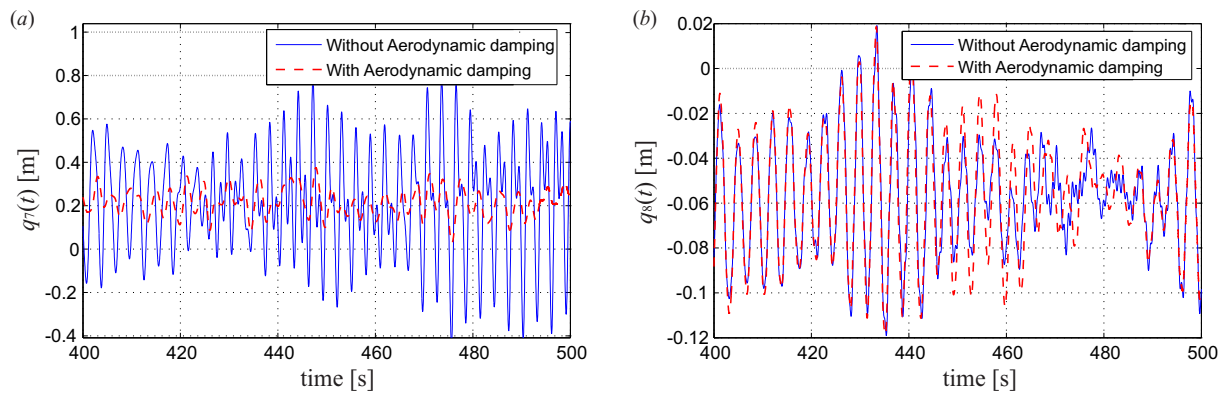 (a)
1
0.8
0.6
0.4
0.2
0
-0.2
-0.4
400
420
440
460
480
500
q7(t) [m]
time [s]
Without Aerodynamic damping
With Aerodynamic damping
(b)
0.02
0
-0.02
-0.04
-0.06
-0.08
-0.1
-0.12
400
420
440
460
480
500
q8(t) [m]
time [s]
Without Aerodynamic damping
With Aerodynamic damping